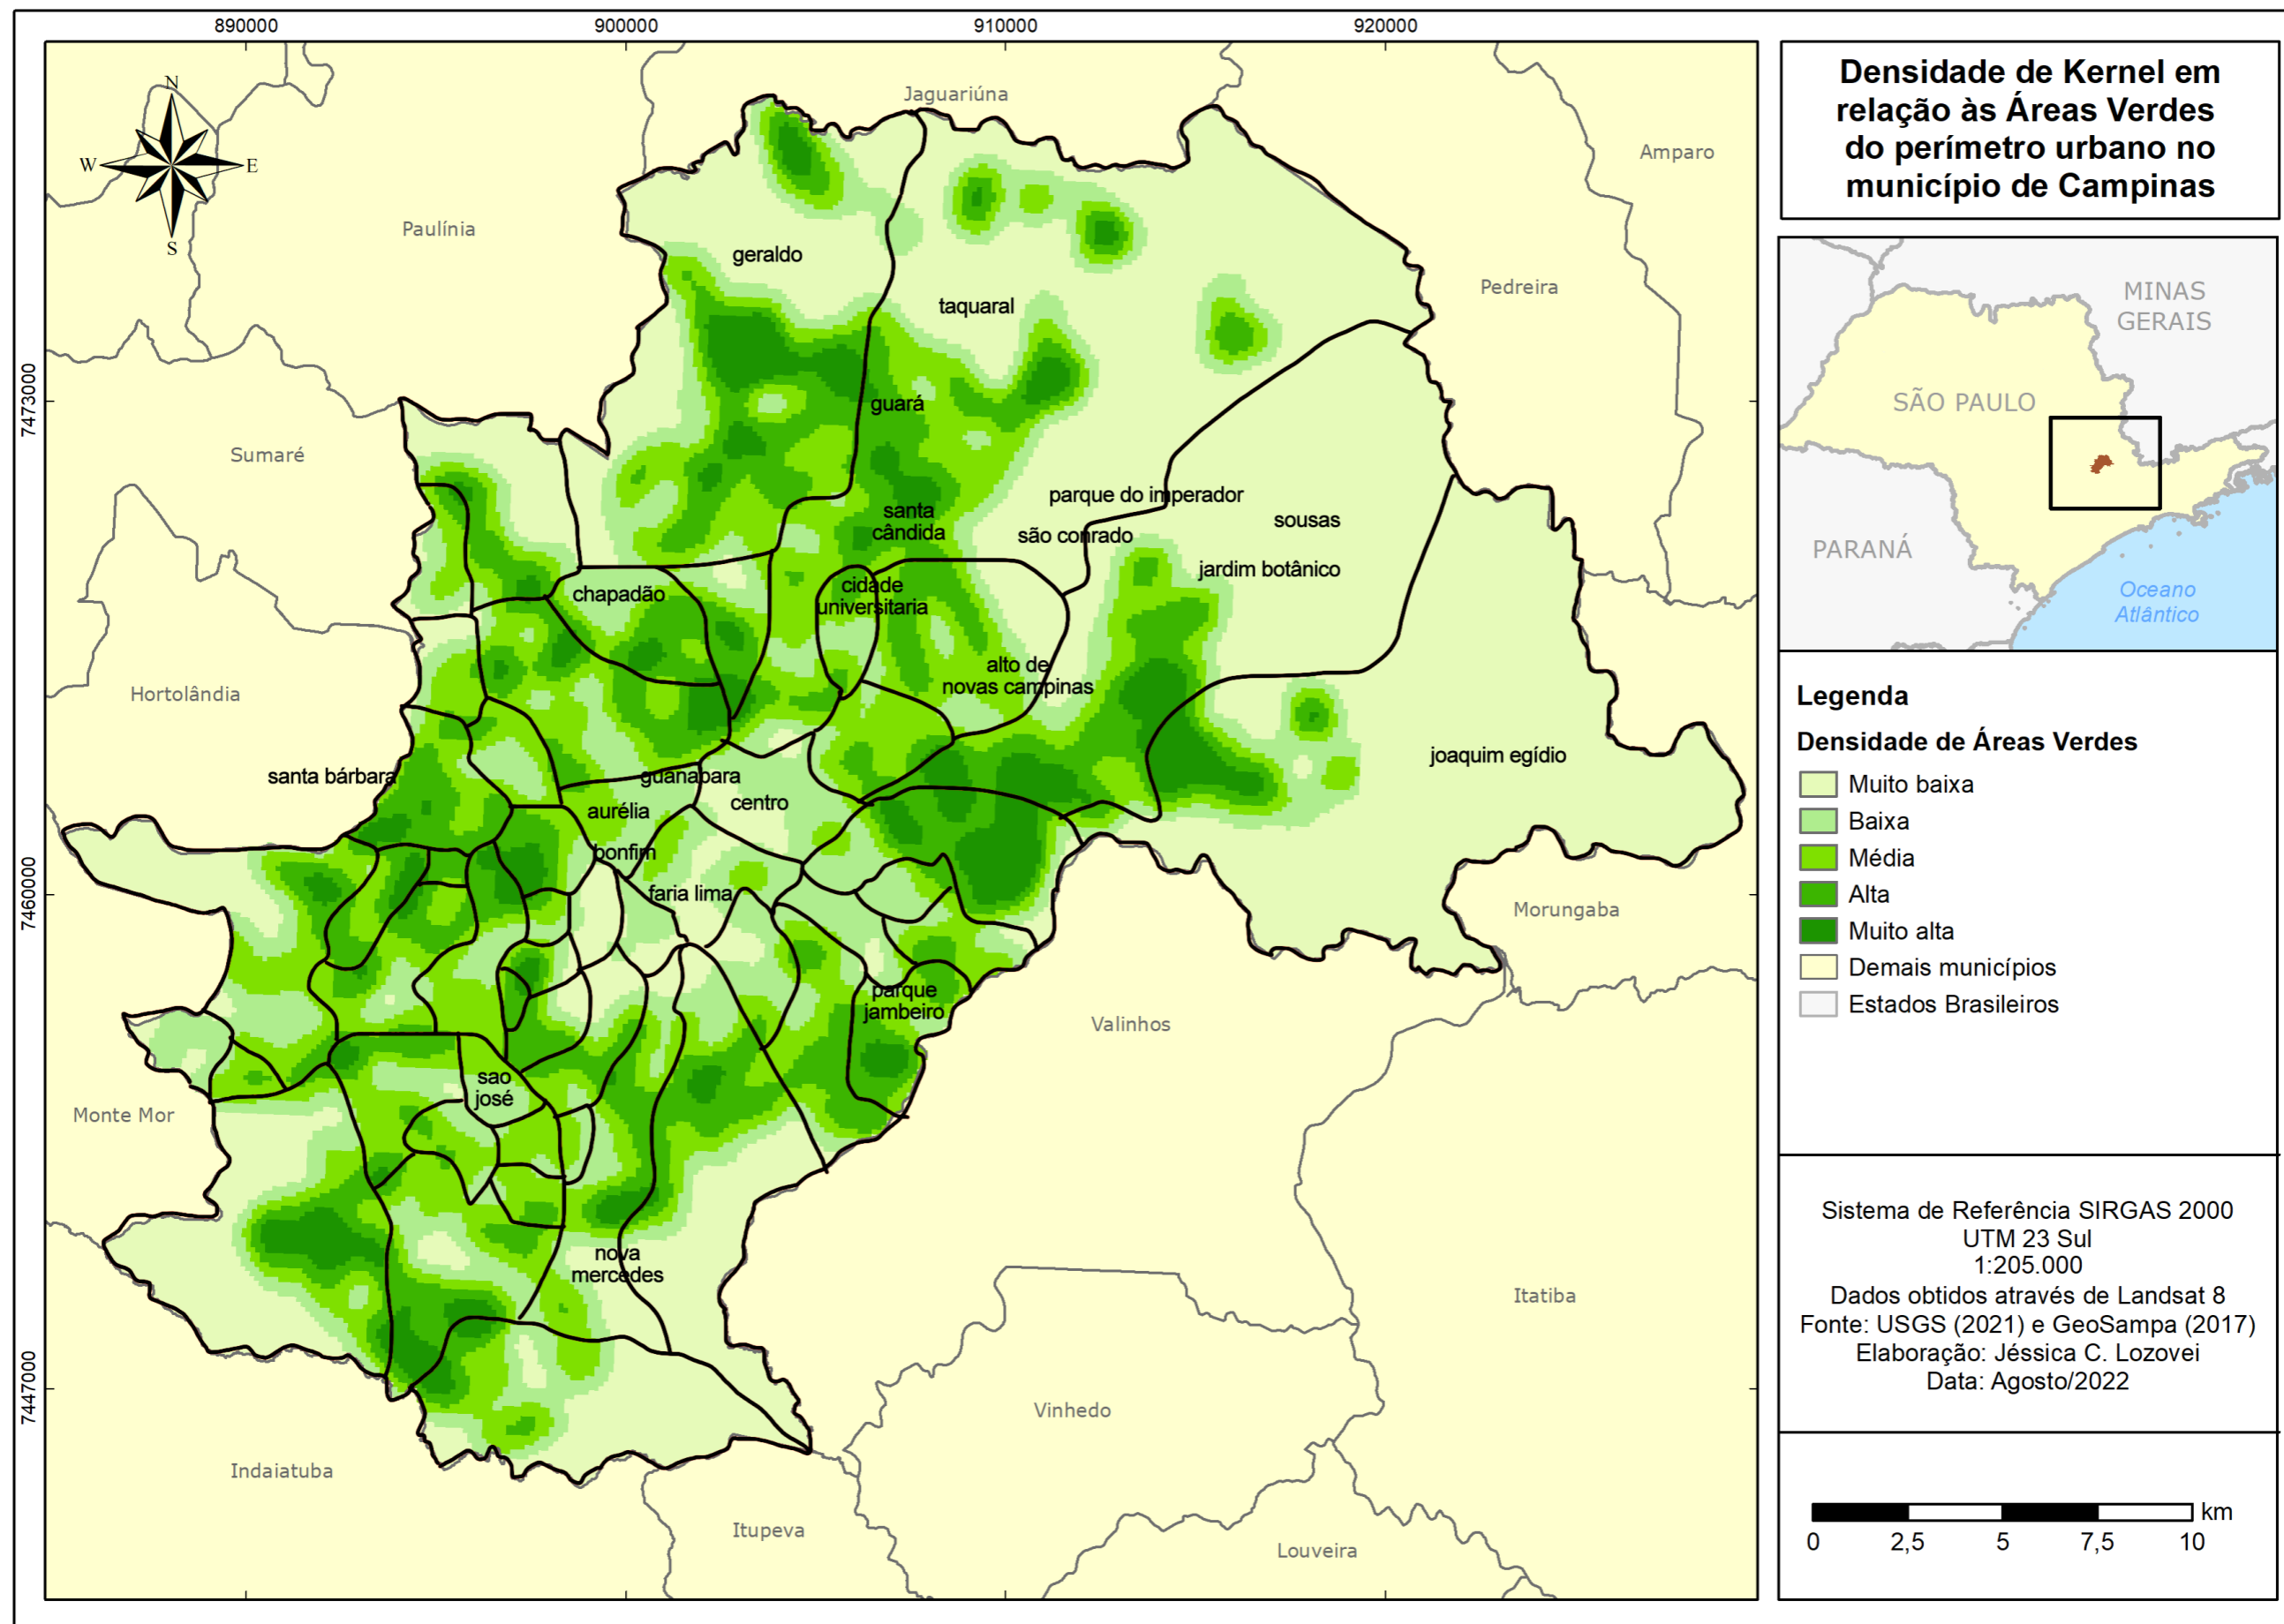 890000
900000
910000
920000
7473000
7460000
7447000
N
W
E
S
Jaguariúna
Amparo
Paulínia
Pedreira
Sumaré
Hortolândia
Monte Mor
Indaiatuba
Itupeva
Vinhedo
Louveira
Itatiba
Valinhos
Morungaba
geraldo
taquaral
guará
parque do imperador
santa
cândida
são conrado
sousas
jardim botânico
chapadão
cidade
universitaria
alto de
novas campinas
joaquim egídio
santa bárbara
guanabara
centro
aurélia
bonfim
faria lima
parque
jambeiro
sao
josé
nova
mercedes
Densidade de Kernel em
relação às Áreas Verdes
do perímetro urbano no
município de Campinas
MINAS
GERAIS
SÃO PAULO
PARANÁ
Oceano
Atlântico
Legenda
Densidade de Áreas Verdes
Muito baixa
Baixa
Média
Alta
Muito alta
Demais municípios
Estados Brasileiros
Sistema de Referência SIRGAS 2000
UTM 23 Sul
1:205.000
Dados obtidos através de Landsat 8
Fonte: USGS (2021) e GeoSampa (2017)
Elaboração: Jéssica C. Lozovei
Data: Agosto/2022
km
0 2,5 5 7,5 10